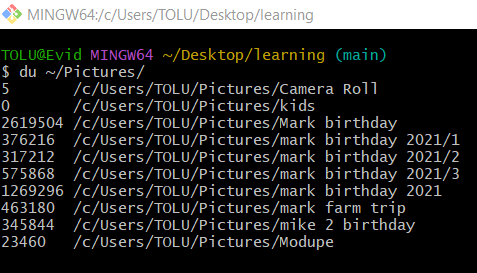 MINGW64:/c/Users/TOLU/Desktop/learning
TOLU@Evid MINGW64 ~/Desktop/learning (main)
$ du ~/Pictures/
5 /c/Users/TOLU/Pictures/Camera Roll
0 /c/Users/TOLU/Pictures/kids
2619504 /c/Users/TOLU/Pictures/Mark birthday
376216 /c/Users/TOLU/Pictures/mark birthday 2021/1
317212 /c/Users/TOLU/Pictures/mark birthday 2021/2
575868 /c/Users/TOLU/Pictures/mark birthday 2021/3
1269296 /c/Users/TOLU/Pictures/mark birthday 2021
463180 /c/Users/TOLU/Pictures/mark farm trip
345844 /c/Users/TOLU/Pictures/mike 2 birthday
23460 /c/Users/TOLU/Pictures/Modupe